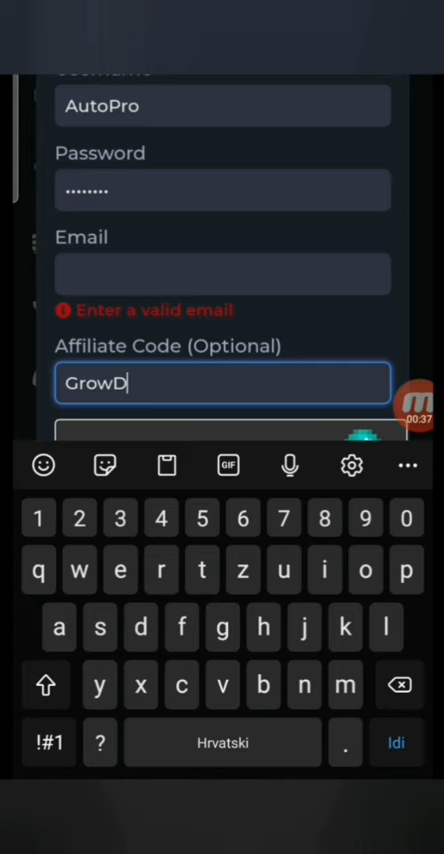 AutoPro
Password
••••••••
Email
Enter a valid email
Affiliate Code (Optional)
GrowD
00:37
GIF
1 2 3 4 5 6 7 8 9 0
q w e r t z u i o p
a s d f g h j k l
y x c v b n m
!#1 ? Hrvatski . Idi